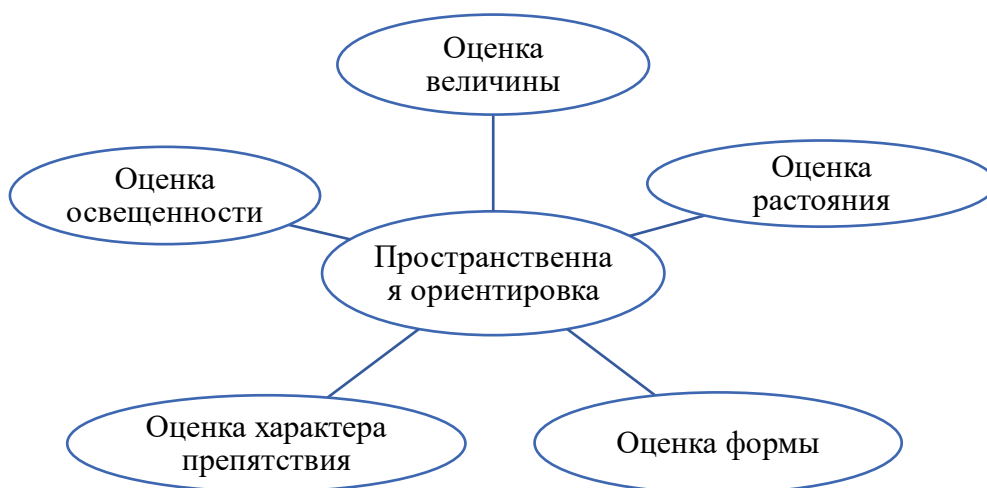 Оценка
величины
Оценка
освещенности
Оценка
растояния
Пространственна
я ориентировка
Оценка характера
препятствия
Оценка формы